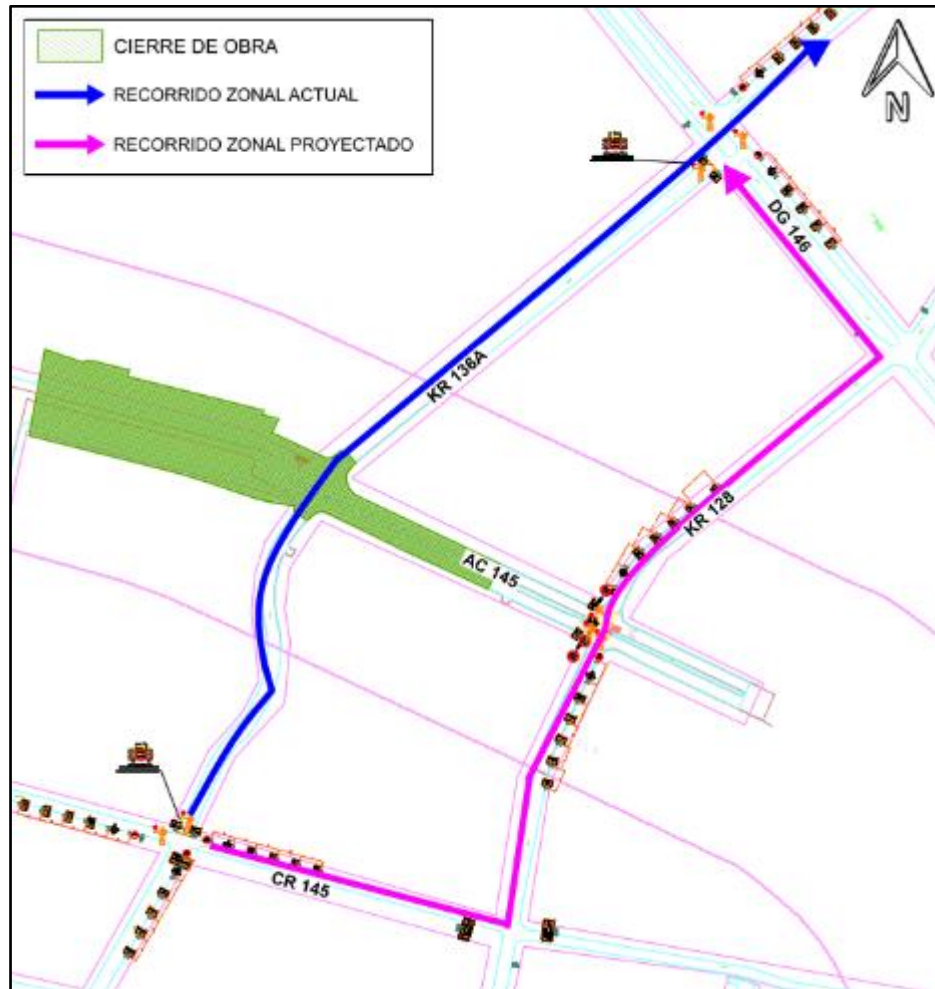 CIERRE DE OBRA
RECORRIDO ZONAL ACTUAL
RECORRIDO ZONAL PROYECTADO
N
DG 146
KR 136A
KR 128
AC 145
CR 145